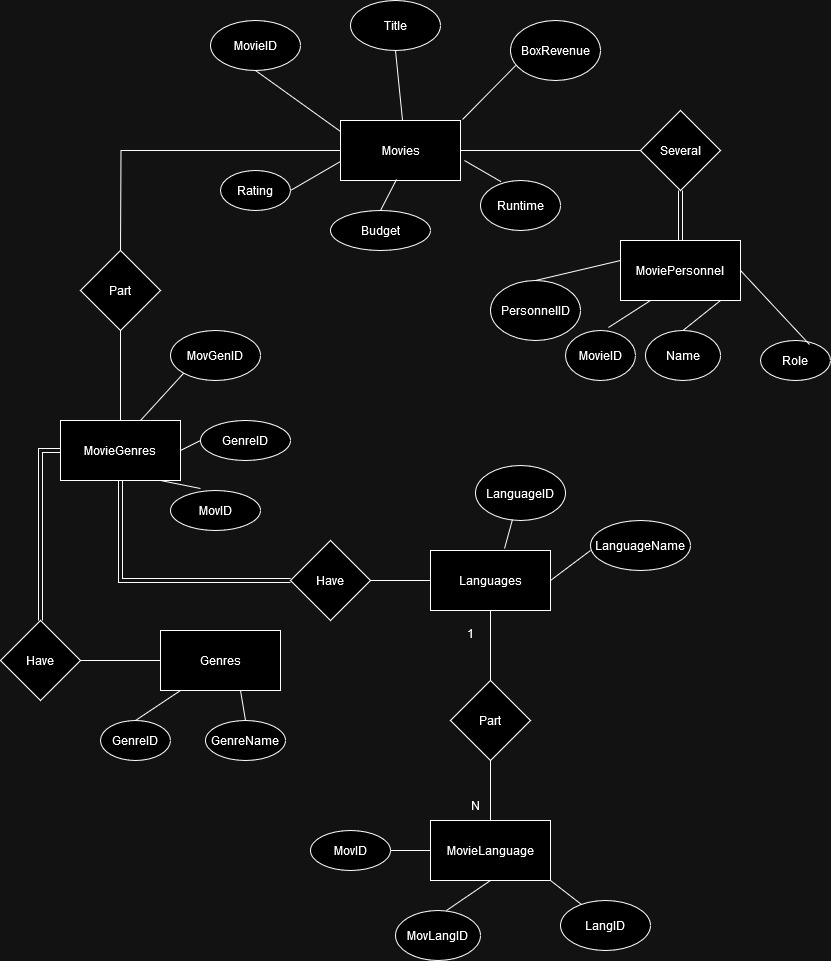 Title
MovieID
BoxRevenue
Movies
Several
Rating
Runtime
Budget
MoviePersonnel
Part
PersonnelID
MovieID
Name
Role
MovGenID
GenreID
MovieGenres
MovID
LanguageID
LanguageName
Have
Languages
1
Have
Genres
Part
GenreID
GenreName
N
MovID
MovieLanguage
LangID
MovLangID